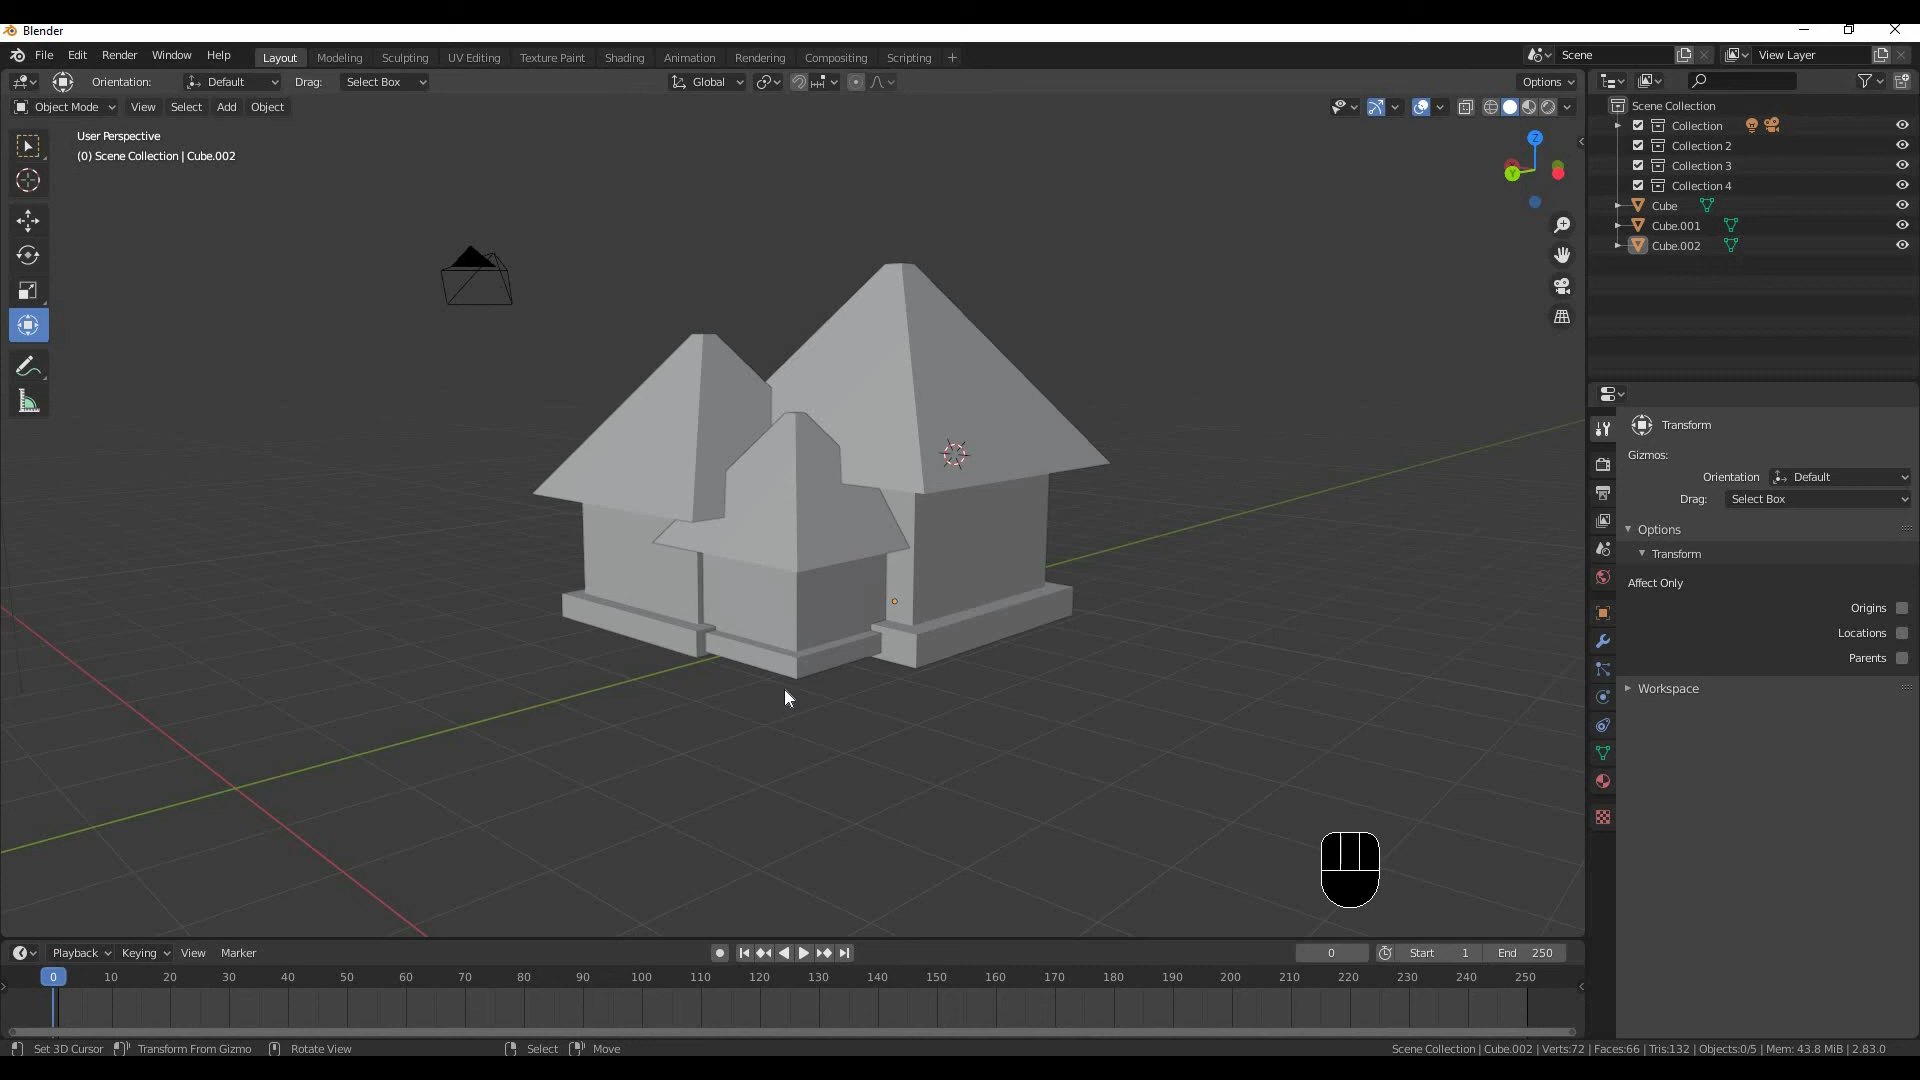 Blender
File Edit Render Window Help Layout Modeling Sculpting UV Editing Texture Paint Shading Animation Rendering Compositing Scripting + Scene View Layer
Orientation: Default Drag: Select Box Global Options
Object Mode View Select Add Object
User Perspective
(0) Scene Collection | Cube.002
Z
Y
Scene Collection
Collection
Collection 2
Collection 3
Collection 4
Cube
Cube.001
Cube.002
Transform
Gizmos:
Orientation Default
Drag: Select Box
Options
Transform
Affect Only
Origins
Locations
Parents
Workspace
Playback Keying View Marker 0 Start 1 End 250
0 10 20 30 40 50 60 70 80 90 100 110 120 130 140 150 160 170 180 190 200 210 220 230 240 250
Set 3D Cursor Transform From Gizmo Rotate View Select Move Scene Collection | Cube.002 | Verts:72 | Faces:66 | Tris:132 | Objects:0/5 | Mem: 43.8 MiB | 2.83.0